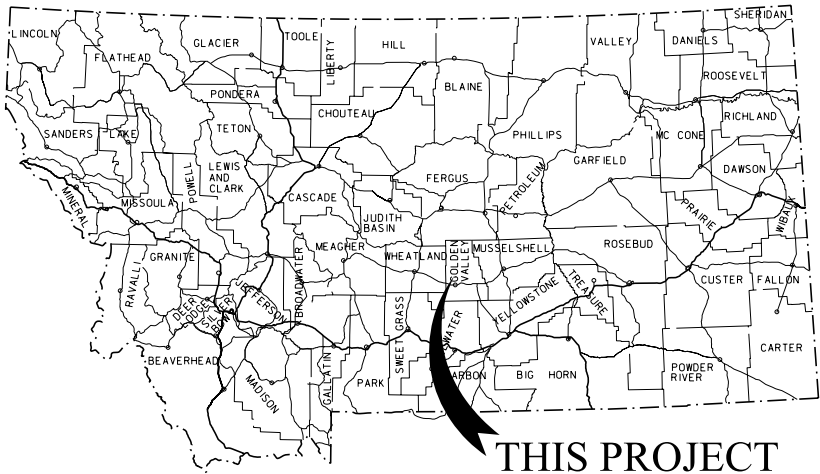 LINCOLN
FLATHEAD
GLACIER
TOOLE
LIBERTY
HILL
BLAINE
VALLEY
DANIELS
SHERIDAN
ROOSEVELT
PONDERA
CHOUTEAU
PHILLIPS
RICHLAND
SANDERS
LAKE
TETON
MC CONE
POWELL
LEWIS
AND
CLARK
CASCADE
FERGUS
PETROLEUM
GARFIELD
DAWSON
MINERAL
MISSOULA
JUDITH
BASIN
PRAIRIE
WIBAUX
GRANITE
MEAGHER
WHEATLAND
GOLDEN
VALLEY
MUSSELSHELL
ROSEBUD
RAVALLI
BROADWATER
JEFFERSON
DEER
LODGE
SILVER
BOW
SWEET GRASS
WATER
YELLOWSTONE
TREASURE
CUSTER
FALLON
BEAVERHEAD
MADISON
GALLATIN
PARK
ARBON
BIG HORN
POWDER
RIVER
CARTER
THIS PROJECT